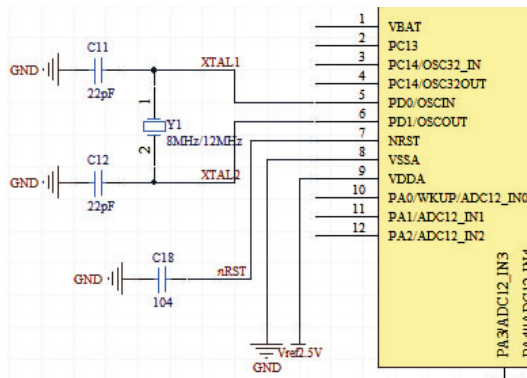 C11
GND
22pF
XTAL1
1
Y1
8MHz/12MHz
2
C12
GND
22pF
XTAL2
C18
GND
104
nRST
GND
Vref2.5V
1 VBAT
2 PC13
3 PC14/OSC32_IN
4 PC14/OSC32OUT
5 PD0/OSCIN
6 PD1/OSCOUT
7 NRST
8 VSSA
9 VDDA
10 PA0/WKUP/ADC12_IN0
11 PA1/ADC12_IN1
12 PA2/ADC12_IN2
PA3/ADC12_IN3